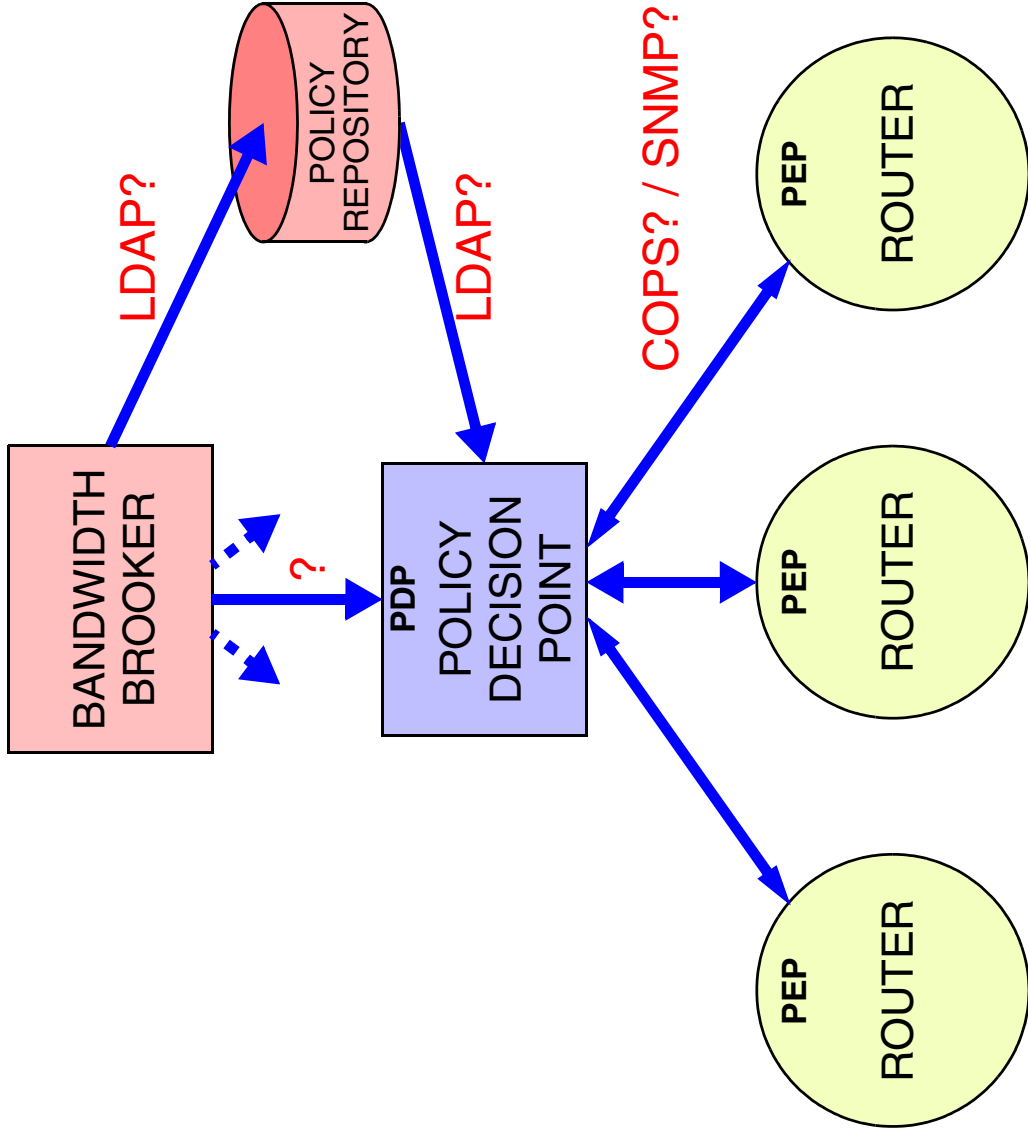 BANDWIDTH
BROOKER
LDAP?
POLICY
REPOSITORY
?
LDAP?
PDP
POLICY
DECISION
POINT
COPS? / SNMP?
PEP
ROUTER
PEP
ROUTER
PEP
ROUTER